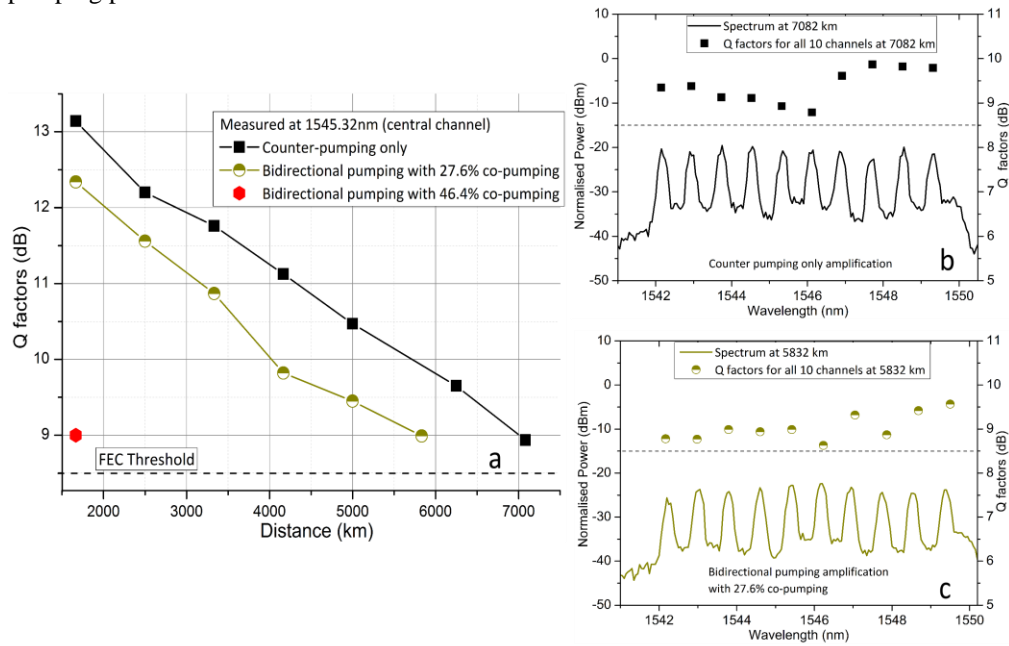 13
12
11
10
9
Q factors (dB)
Measured at 1545.32nm (central channel)
Counter-pumping only
Bidirectional pumping with 27.6% co-pumping
Bidirectional pumping with 46.4% co-pumping
FEC Threshold
a
2000 3000 4000 5000 6000 7000
Distance (km)
10
0
-10
-20
-30
-40
-50
Normalised Power (dBm)
Spectrum at 7082 km
Q factors for all 10 channels at 7082 km
Counter pumping only amplification
b
11
10
9
8
7
6
5
Q factors (dB)
1542 1544 1546 1548 1550
Wavelength (nm)
10
0
-10
-20
-30
-40
-50
Normalised Power (dBm)
Spectrum at 5832 km
Q factors for all 10 channels at 5832 km
Bidirectional pumping amplification
with 27.6% co-pumping
c
11
10
9
8
7
6
5
Q factors (dB)
1542 1544 1546 1548 1550
Wavelength (nm)